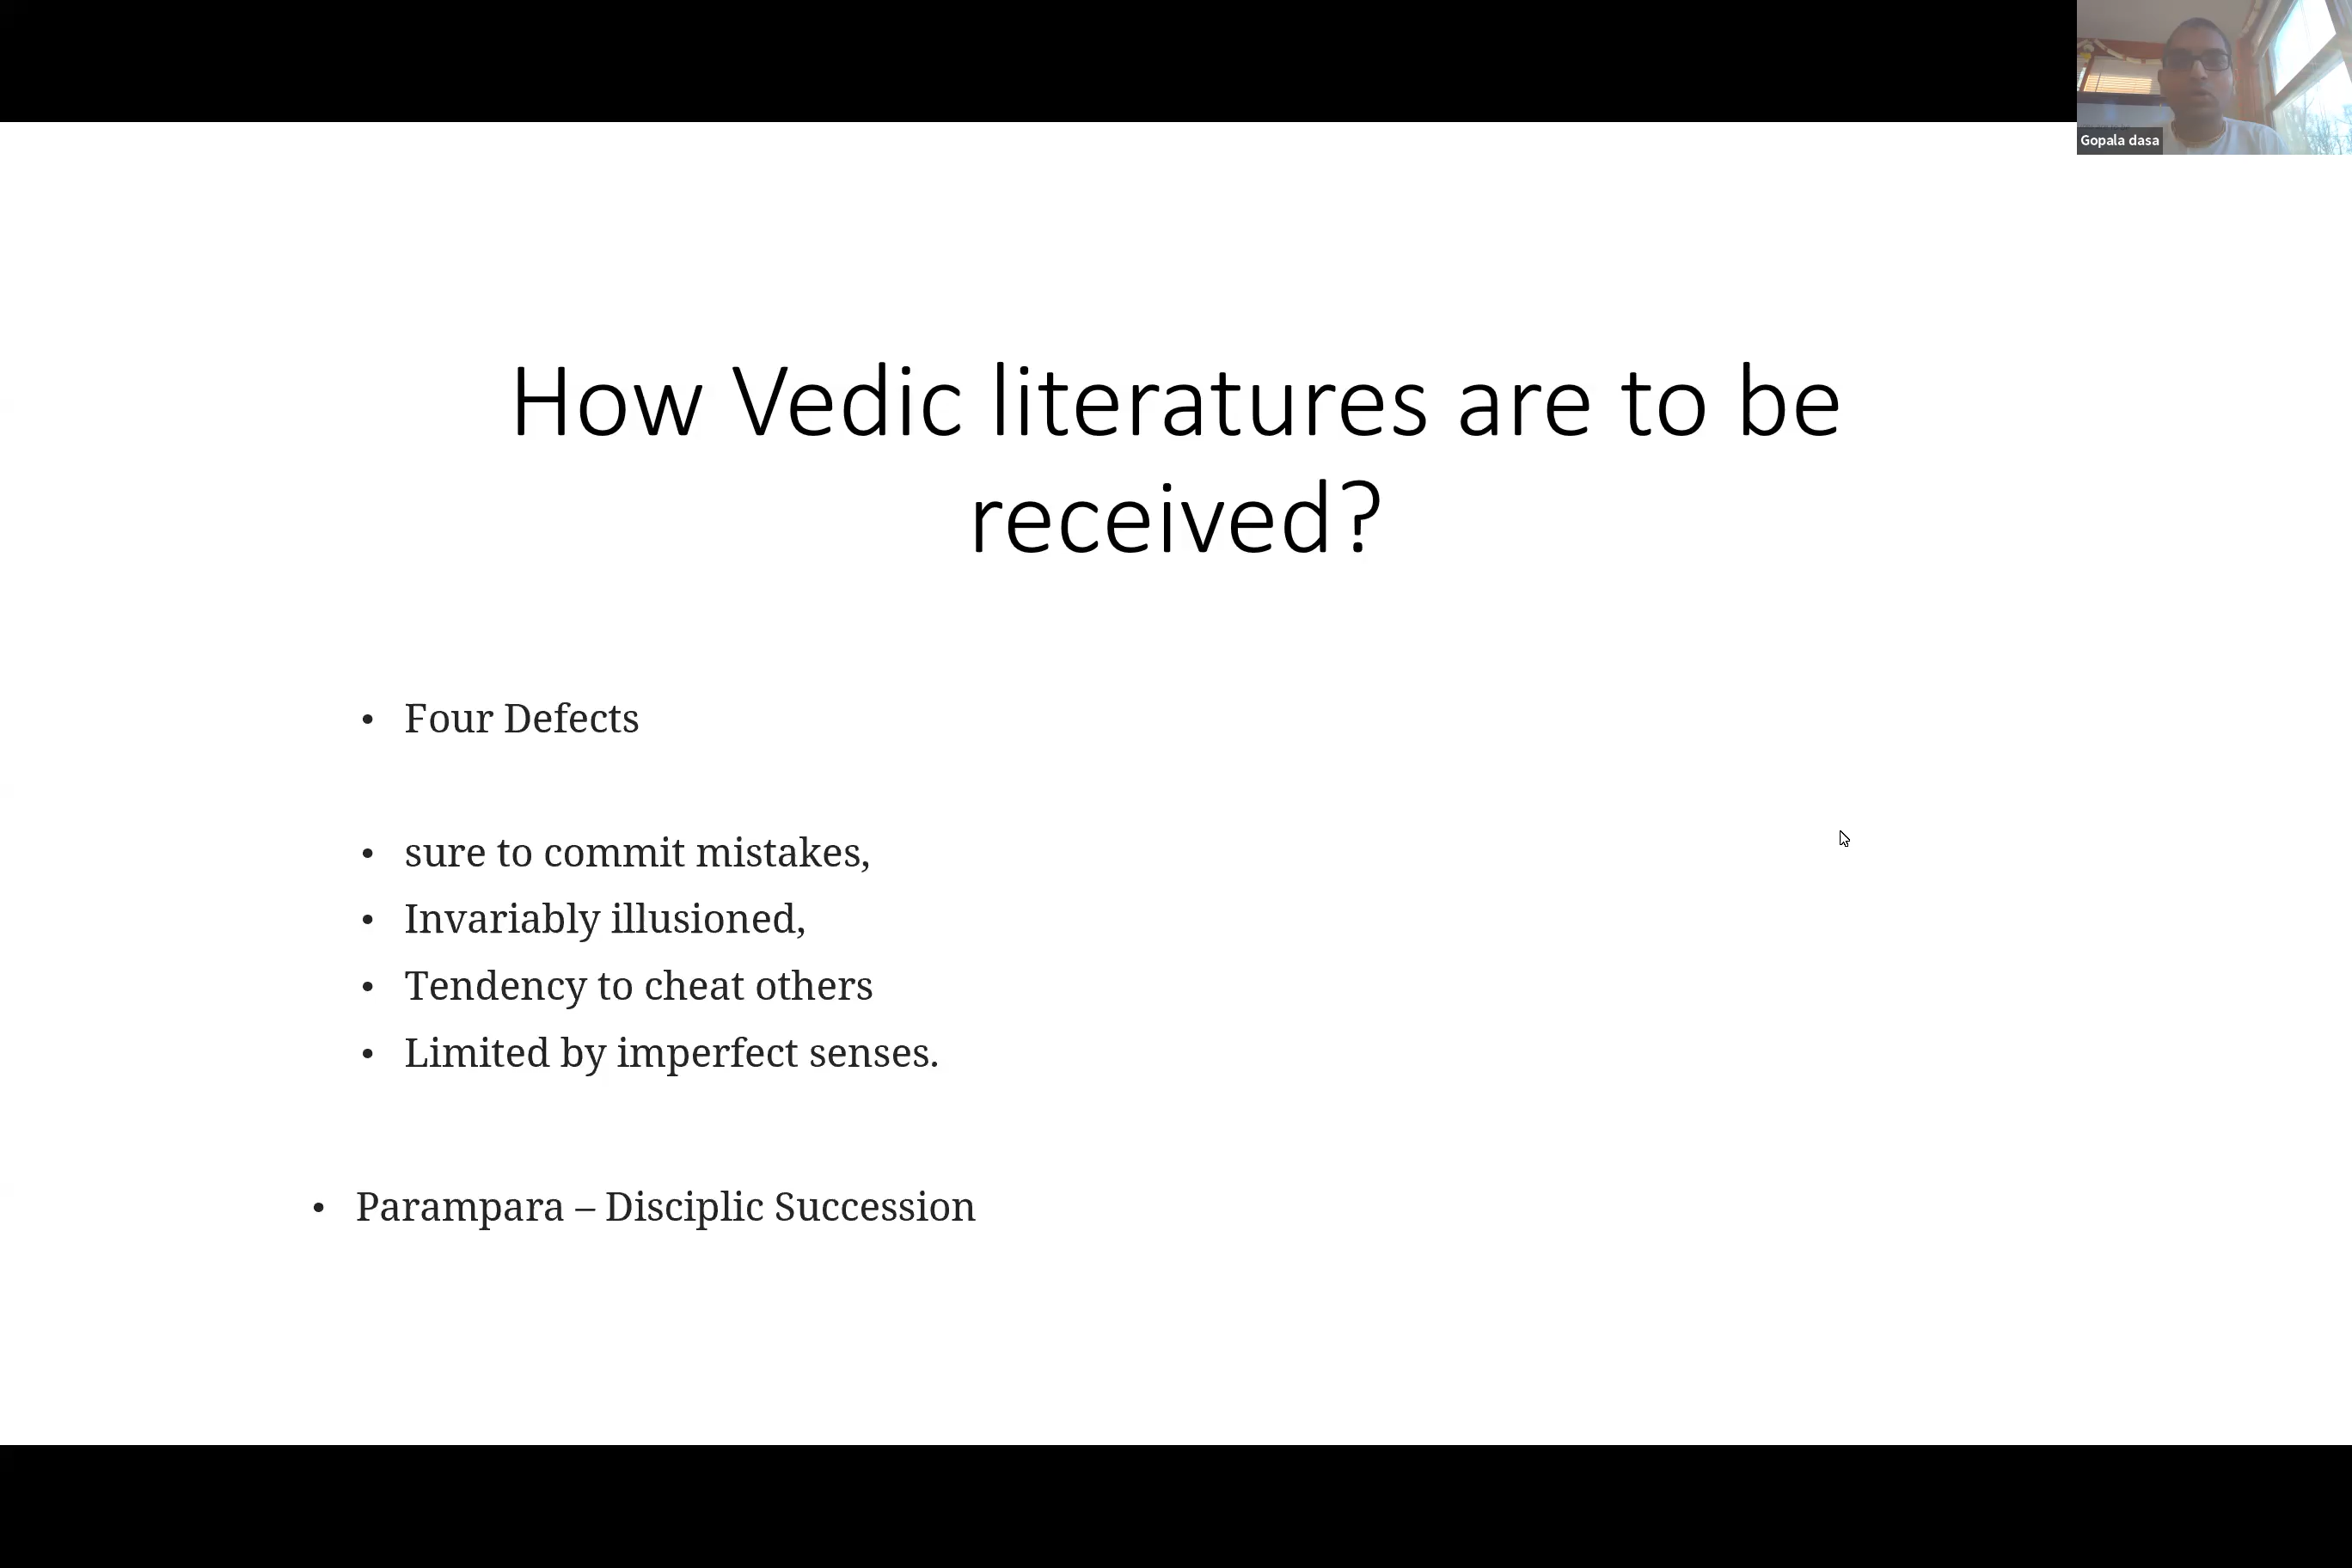 Gopala dasa
How Vedic literatures are to be
received?
• Four Defects
• sure to commit mistakes,
• Invariably illusioned,
• Tendency to cheat others
• Limited by imperfect senses.
• Parampara – Disciplic Succession